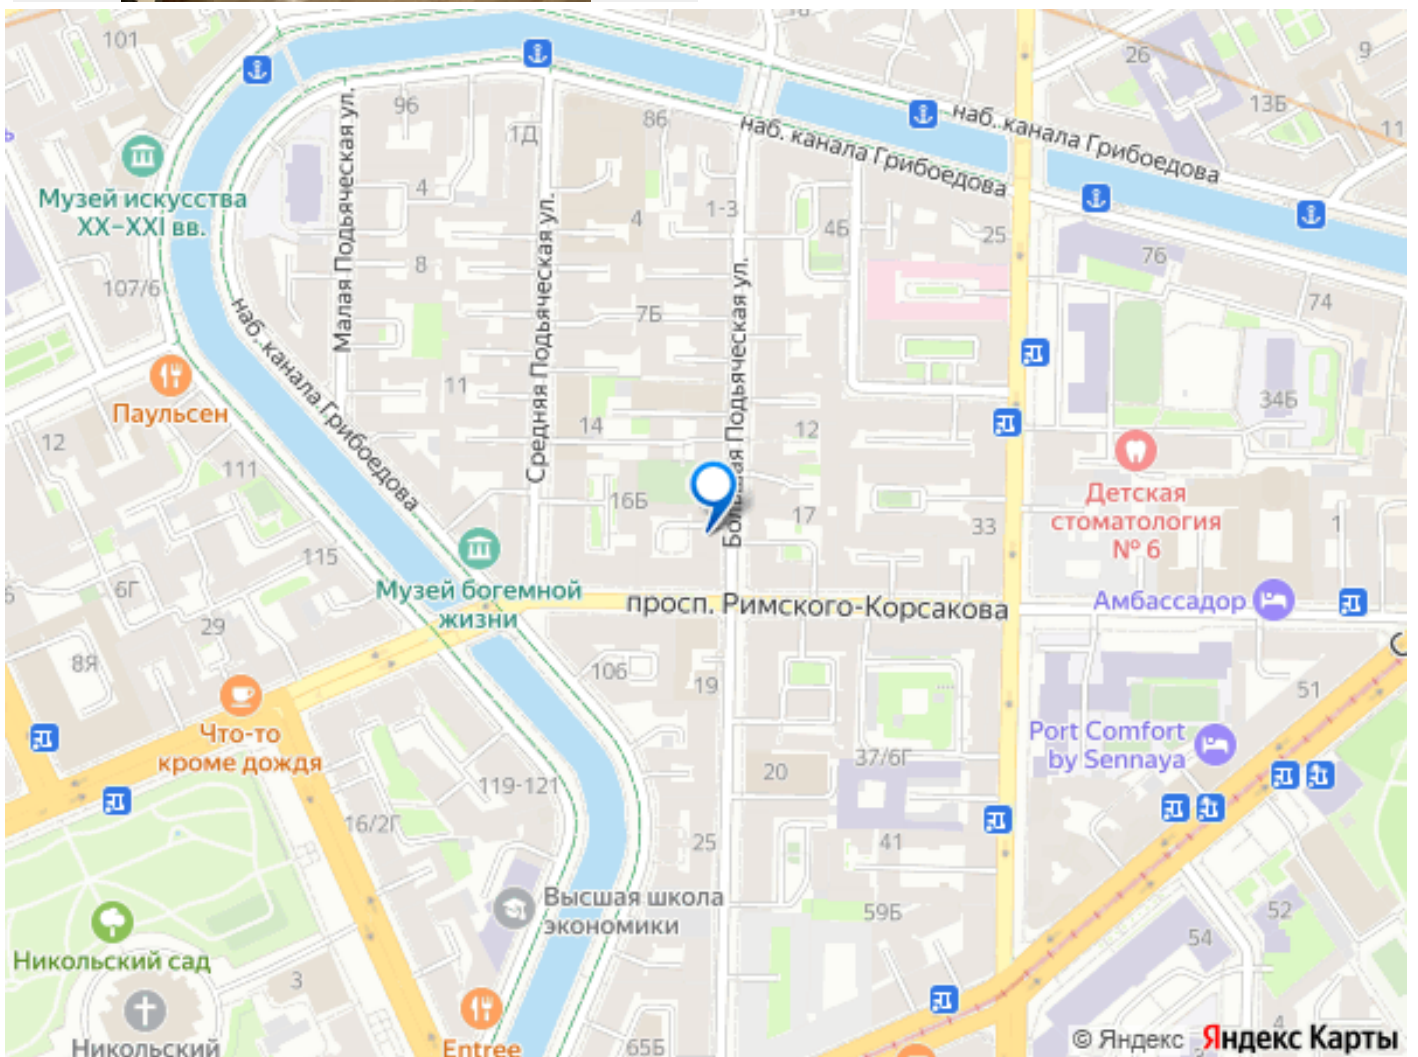 101
96
1Д
86
26
9
13Б
11
наб. канала Грибоедова
наб. канала Грибоедова
Музей искусства
XX–XXI вв.
Малая Подьяческая ул.
Средняя Подьяческая ул.
Большая Подьяческая ул.
4
4
1-3
4Б
25
76
107/6
8
7Б
74
наб. канала Грибоедова
Паульсен
11
34Б
12
111
14
12
Детская
стоматология
№ 6
16Б
17
33
1
115
6Г
Музей богемной
жизни
просп. Римского-Корсакова
Амбассадор
29
8Я
106
19
51
Что-то
кроме дождя
Port Comfort
by Sennaya
119-121
20
37/6Г
16/2Г
25
41
Высшая школа
экономики
59Б
52
54
Никольский сад
3
4
Никольский
Entree
65Б
© Яндекс Яндекс Карты